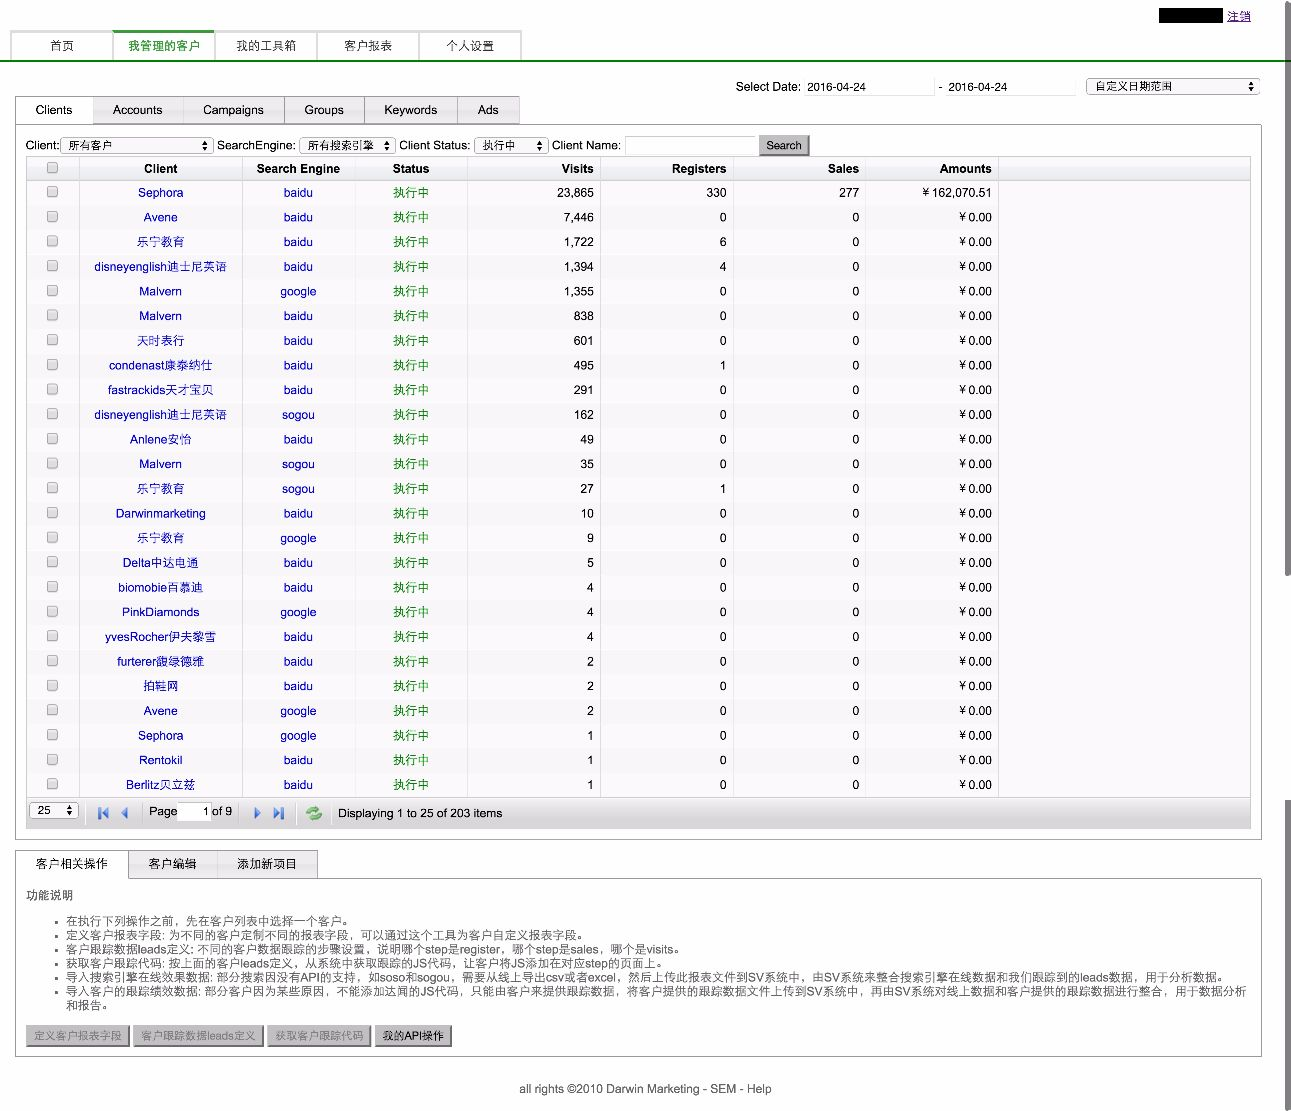 注销
首页 我管理的客户 我的工具箱 客户报表 个人设置
Select Date: 2016-04-24 - 2016-04-24 自定义日期范围
Clients Accounts Campaigns Groups Keywords Ads
Client: 所有客户 SearchEngine: 所有搜索引擎 Client Status: 执行中 Client Name: Search
Client Search Engine Status Visits Registers Sales Amounts
Sephora baidu 执行中 23,865 330 277 ¥162,070.51
Avene baidu 执行中 7,446 0 0 ¥0.00
乐宁教育 baidu 执行中 1,722 6 0 ¥0.00
disneyenglish迪士尼英语 baidu 执行中 1,394 4 0 ¥0.00
Malvern google 执行中 1,355 0 0 ¥0.00
Malvern baidu 执行中 838 0 0 ¥0.00
天时表行 baidu 执行中 601 0 0 ¥0.00
condenast康泰纳仕 baidu 执行中 495 1 0 ¥0.00
fastrackids天才宝贝 baidu 执行中 291 0 0 ¥0.00
disneyenglish迪士尼英语 sogou 执行中 162 0 0 ¥0.00
Anlene安怡 baidu 执行中 49 0 0 ¥0.00
Malvern sogou 执行中 35 0 0 ¥0.00
乐宁教育 sogou 执行中 27 1 0 ¥0.00
Darwinmarketing baidu 执行中 10 0 0 ¥0.00
乐宁教育 google 执行中 9 0 0 ¥0.00
Delta中达电通 baidu 执行中 5 0 0 ¥0.00
biomobie百慕迪 baidu 执行中 4 0 0 ¥0.00
PinkDiamonds google 执行中 4 0 0 ¥0.00
yvesRocher伊夫黎雪 baidu 执行中 4 0 0 ¥0.00
furterer馥绿德雅 baidu 执行中 2 0 0 ¥0.00
拍鞋网 baidu 执行中 2 0 0 ¥0.00
Avene google 执行中 2 0 0 ¥0.00
Sephora google 执行中 1 0 0 ¥0.00
Rentokil baidu 执行中 1 0 0 ¥0.00
Berlitz贝立兹 baidu 执行中 1 0 0 ¥0.00
25 Page 1 of 9 Displaying 1 to 25 of 203 items
客户相关操作 客户编辑 添加新项目
功能说明
在执行下列操作之前，先在客户列表中选择一个客户。
定义客户报表字段: 为不同的客户定制不同的报表字段，可以通过这个工具为客户自定义报表字段。
客户跟踪数据leads定义: 不同的客户数据跟踪的步骤设置，说明哪个step是register，哪个step是sales，哪个是visits。
获取客户跟踪代码: 按上面的客户leads定义，从系统中获取跟踪的JS代码，让客户将JS添加在对应step的页面上。
导入搜索引擎在线效果数据: 部分搜索因没有API的支持，如soso和sogou，需要从线上导出csv或者excel，然后上传此报表文件到SV系统中，由SV系统来整合搜索引擎在线数据和我们跟踪到的leads数据，用于分析数据。
导入客户的跟踪绩效数据: 部分客户因为某些原因，不能添加达闻的JS代码，只能由客户来提供跟踪数据，将客户提供的跟踪数据文件上传到SV系统中，再由SV系统对线上数据和客户提供的跟踪数据进行整合，用于数据分析
和报告。
定义客户报表字段 客户跟踪数据leads定义 获取客户跟踪代码 我的API操作
all rights ©2010 Darwin Marketing - SEM - Help